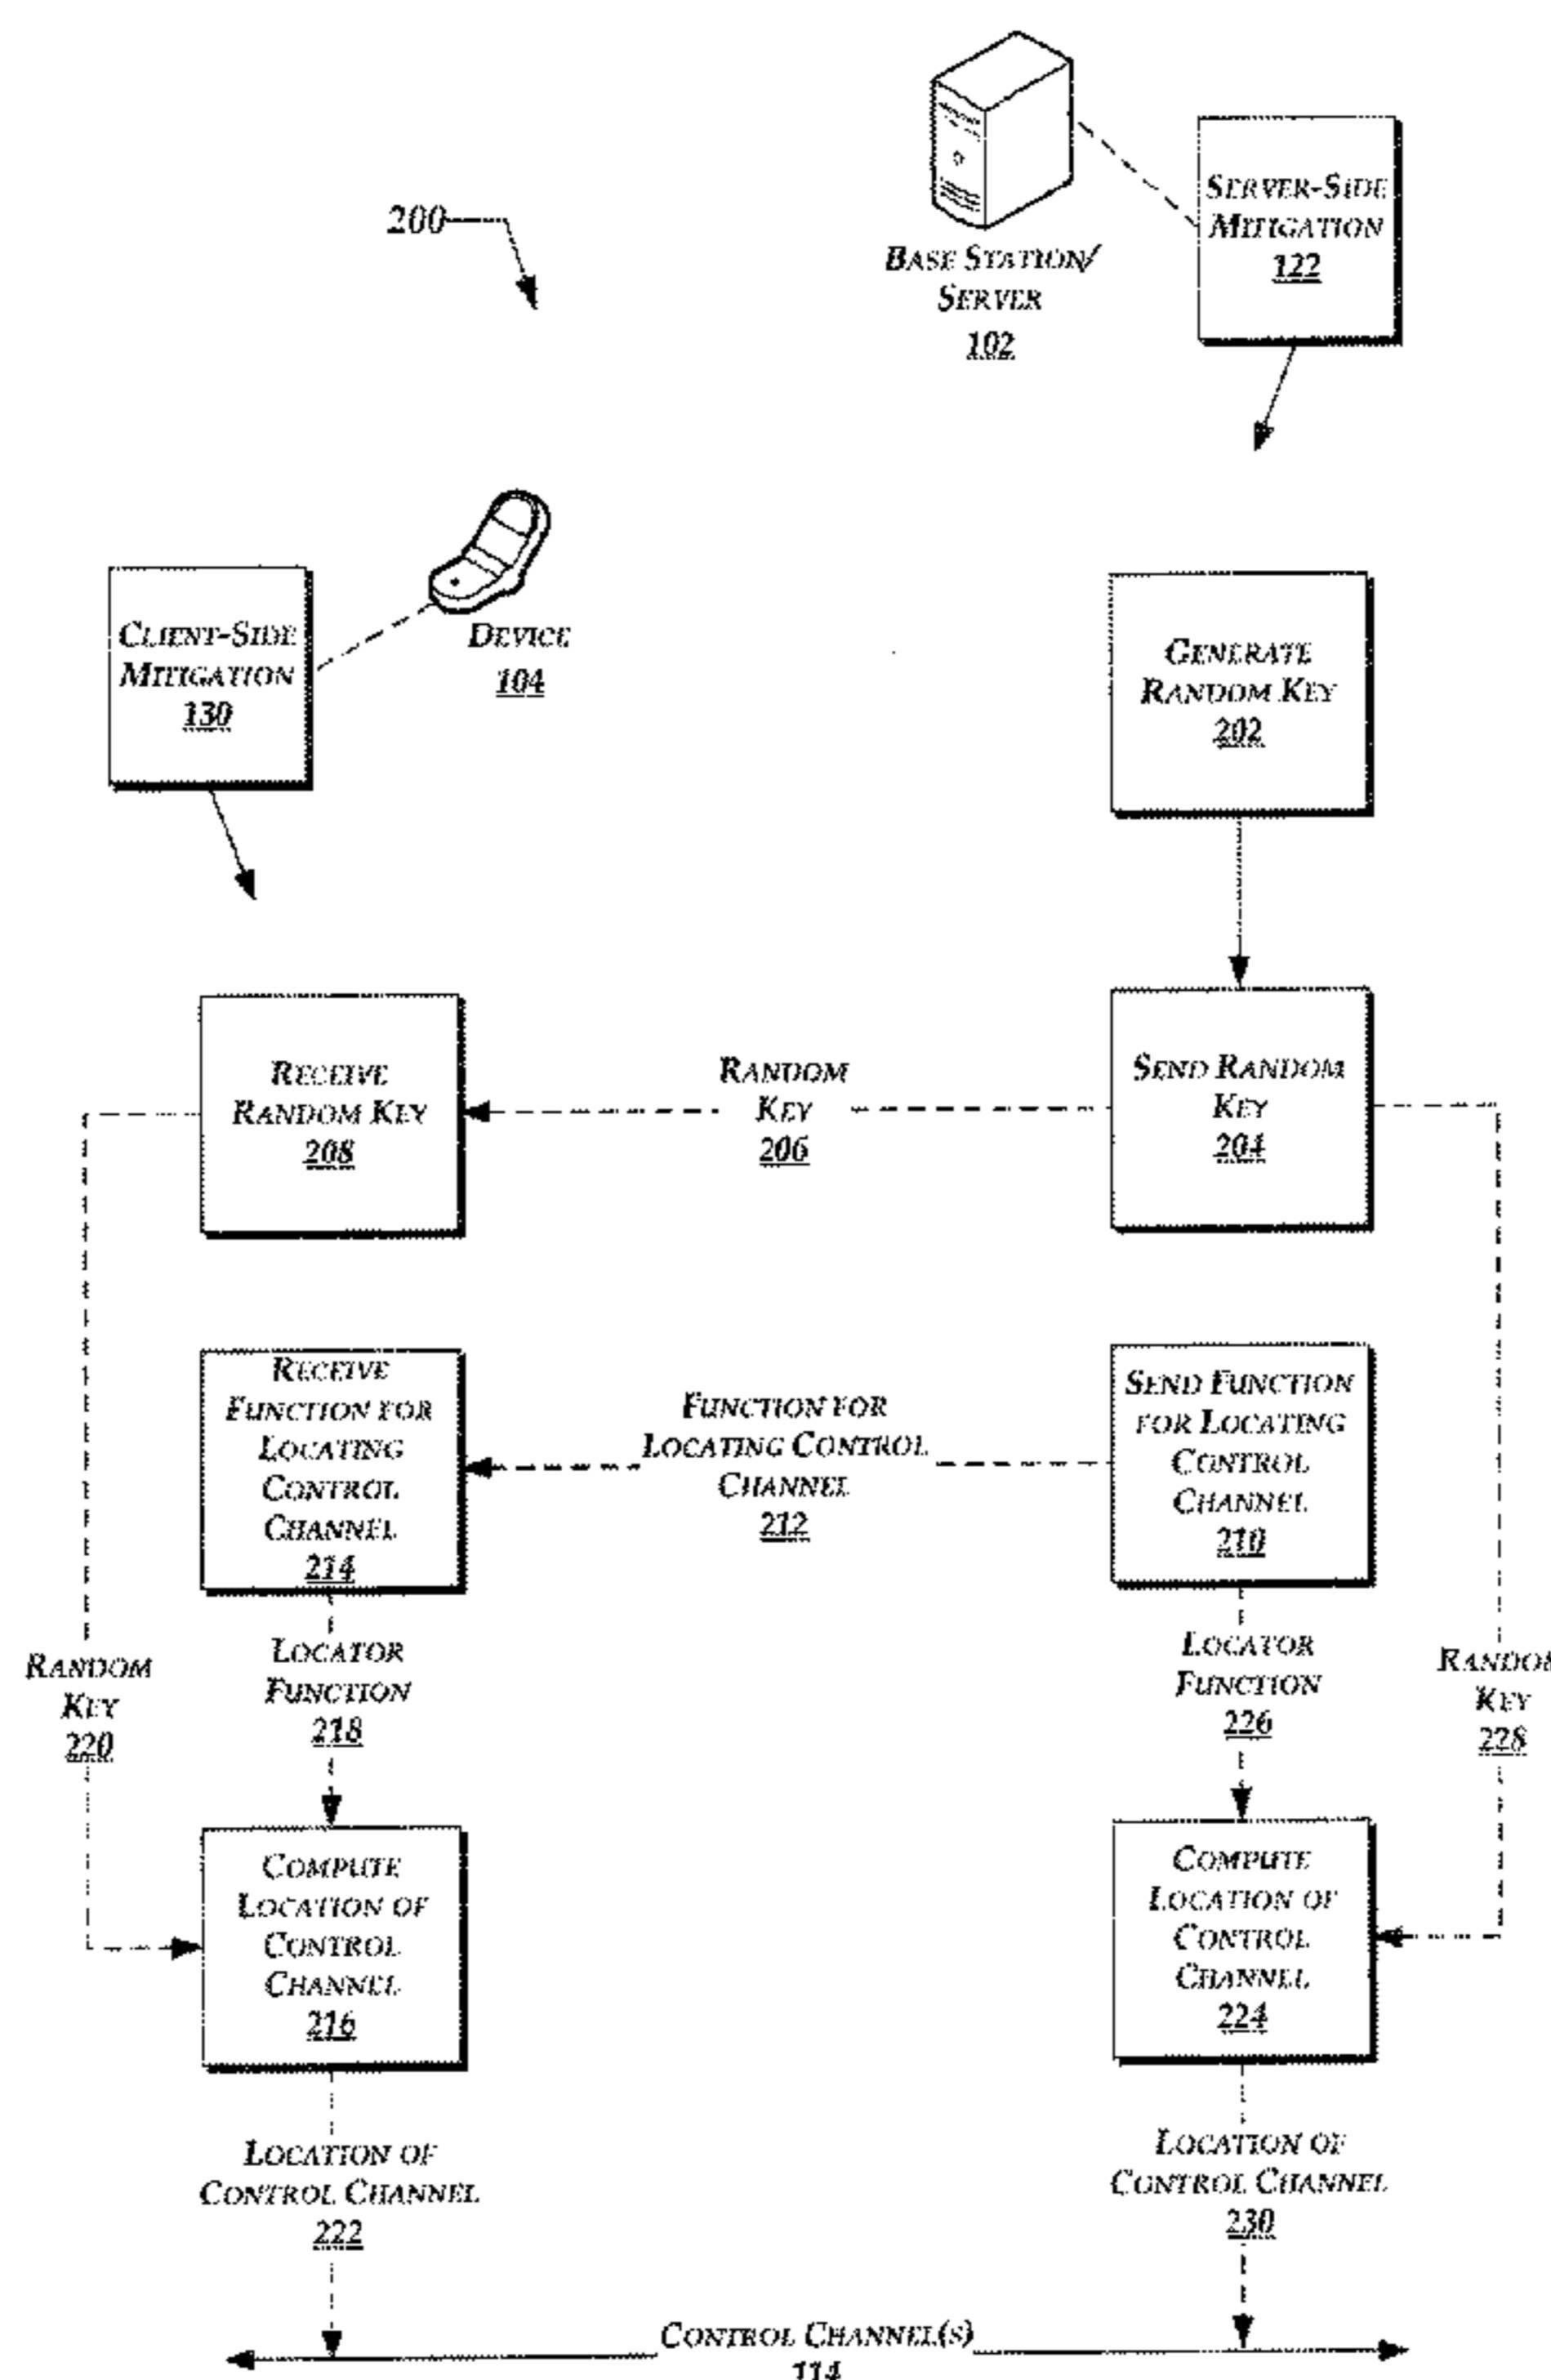 200
BASE STATION/
SERVER
102
SERVER-SIDE
MITIGATION
122
CLIENT-SIDE
MITIGATION
130
DEVICE
104
GENERATE
RANDOM KEY
202
RECEIVE
RANDOM KEY
208
RANDOM
KEY
206
SEND RANDOM
KEY
204
RECEIVE
FUNCTION FOR
LOCATING
CONTROL
CHANNEL
214
FUNCTION FOR
LOCATING CONTROL
CHANNEL
212
SEND FUNCTION
FOR LOCATING
CONTROL
CHANNEL
210
RANDOM
KEY
220
LOCATOR
FUNCTION
218
LOCATOR
FUNCTION
226
RANDOM
KEY
228
COMPUTE
LOCATION OF
CONTROL
CHANNEL
216
COMPUTE
LOCATION OF
CONTROL
CHANNEL
224
LOCATION OF
CONTROL CHANNEL
222
LOCATION OF
CONTROL CHANNEL
230
CONTROL CHANNEL(S)
114